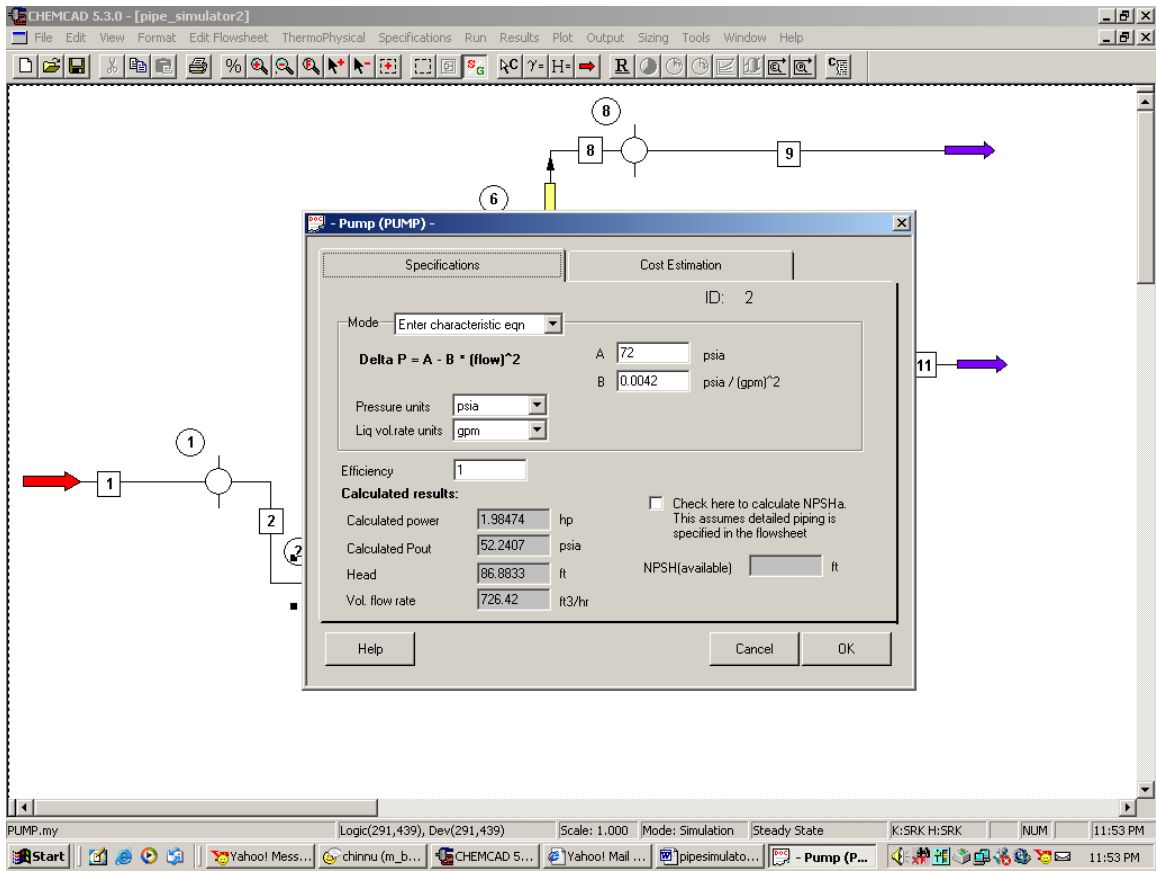 CHEMCAD 5.3.0 - [pipe_simulator2]
File Edit View Format Edit Flowsheet ThermoPhysical Specifications Run Results Plot Output Sizing Tools Window Help
% S G C γ= H= R C
8
8
9
6
- Pump (PUMP) -
Specifications Cost Estimation
ID: 2
Mode Enter characteristic eqn
Delta P = A - B * (flow)^2
A 72 psia
B 0.0042 psia / (gpm)^2
Pressure units psia
Liq vol.rate units gpm
11
1
1
2
2
Efficiency 1
Calculated results:
Calculated power 1.98474 hp
Calculated Pout 52.2407 psia
Head 86.8833 ft
Vol. flow rate 726.42 ft3/hr
Check here to calculate NPSHa.
This assumes detailed piping is
specified in the flowsheet
NPSH(available) ft
Help Cancel OK
PUMP.my Logic(291,439), Dev(291,439) Scale: 1.000 Mode: Simulation Steady State K:SRK H:SRK NUM 11:53 PM
Start Yahoo! Mess... chinnu (m_b... CHEMCAD 5... Yahoo! Mail ... pipesimulato... - Pump (P... 11:53 PM